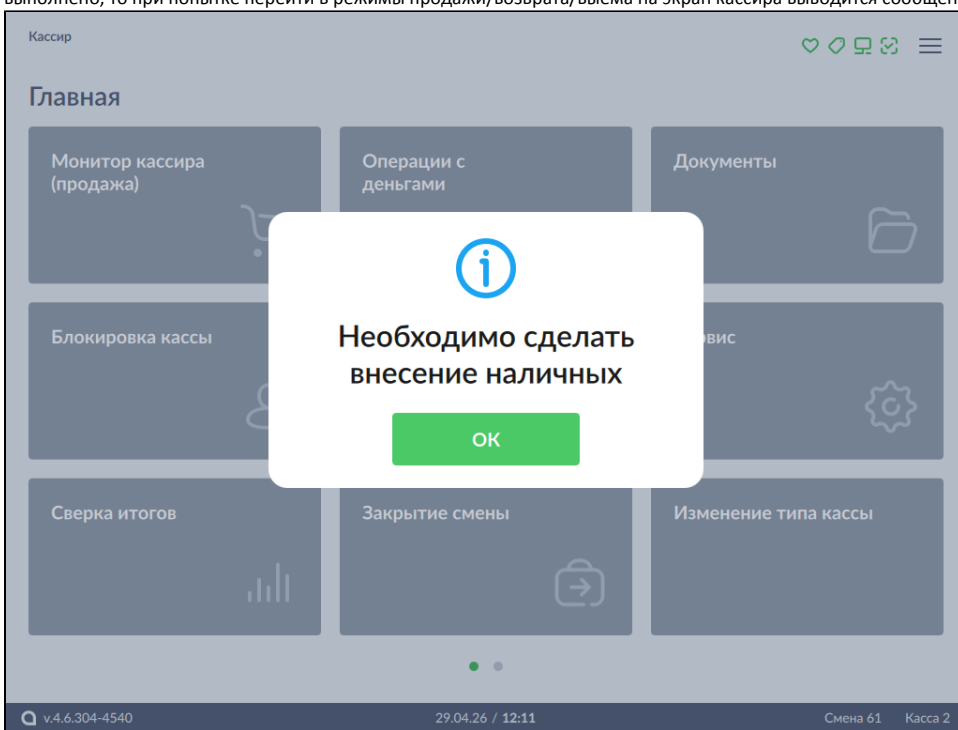 выполнено, то при попытке перейти в режимы продажи/возврата/выема на экран кассира выводится сообщен
Кассир
Главная
Монитор кассира
(продажа)
Операции с
деньгами
Документы
Необходимо сделать
внесение наличных
ОК
Блокировка кассы
вис
Сверка итогов
Закрытие смены
Изменение типа кассы
v.4.6.304-4540
29.04.26 / 12:11
Смена 61
Касса 2